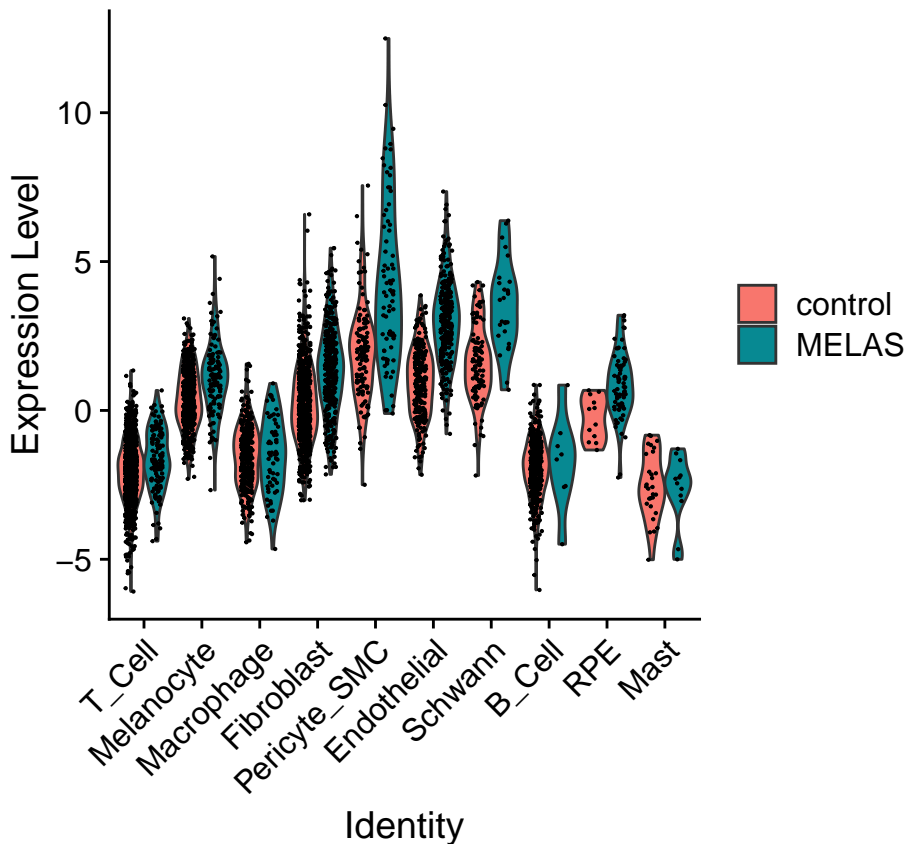 Expression Level
10
5
0
−5
T_Cell
Melanocyte
Macrophage
Fibroblast
Pericyte_SMC
Endothelial
Schwann
B_Cell
RPE
Mast
Identity
control
MELAS